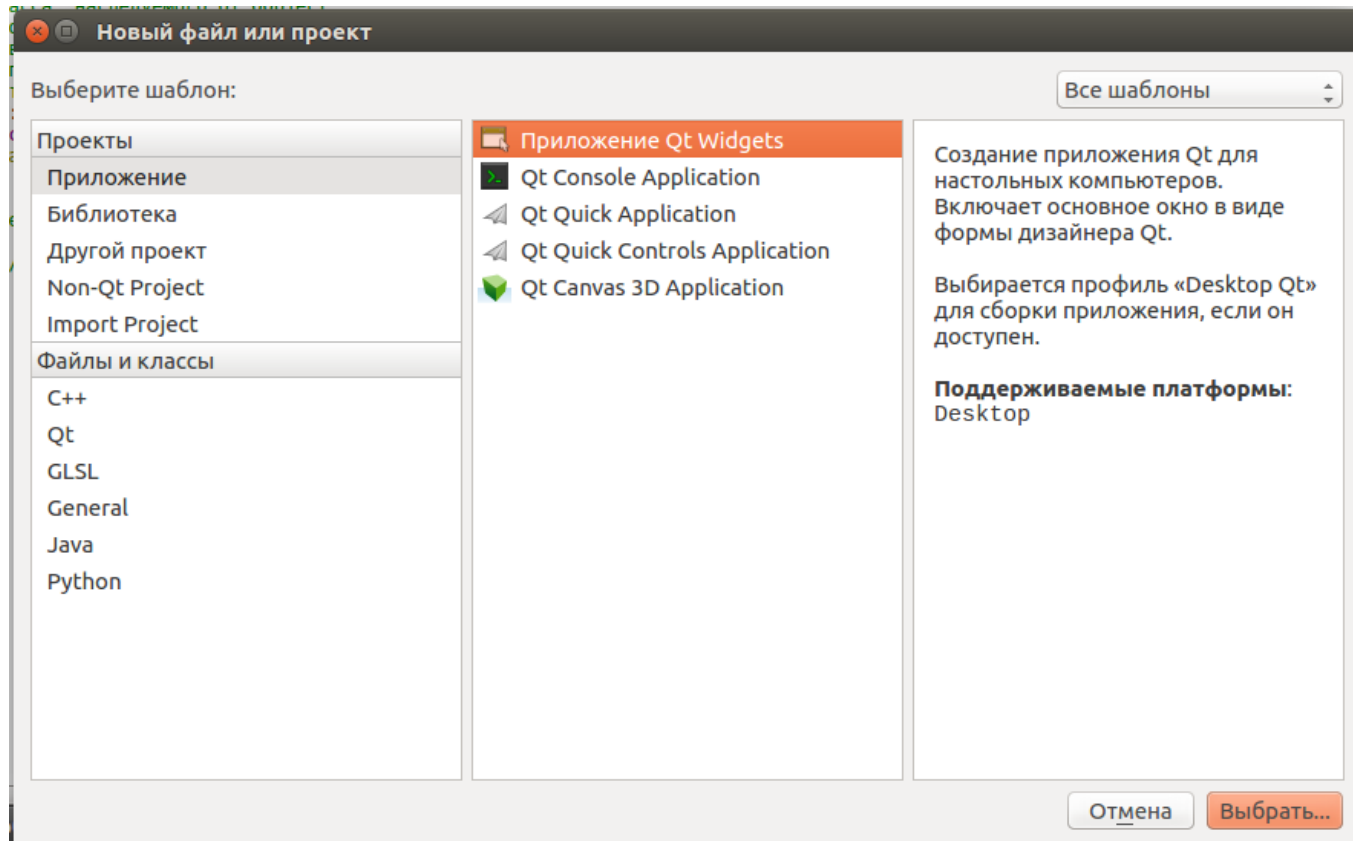 Новый файл или проект
Выберите шаблон:
Все шаблоны
Проекты
Приложение
Библиотека
Другой проект
Non-Qt Project
Import Project
Файлы и классы
C++
Qt
GLSL
General
Java
Python
Приложение Qt Widgets
Qt Console Application
Qt Quick Application
Qt Quick Controls Application
Qt Canvas 3D Application
Создание приложения Qt для
настольных компьютеров.
Включает основное окно в виде
формы дизайнера Qt.
Выбирается профиль «Desktop Qt»
для сборки приложения, если он
доступен.
Поддерживаемые платформы:
Desktop
Отмена
Выбрать...